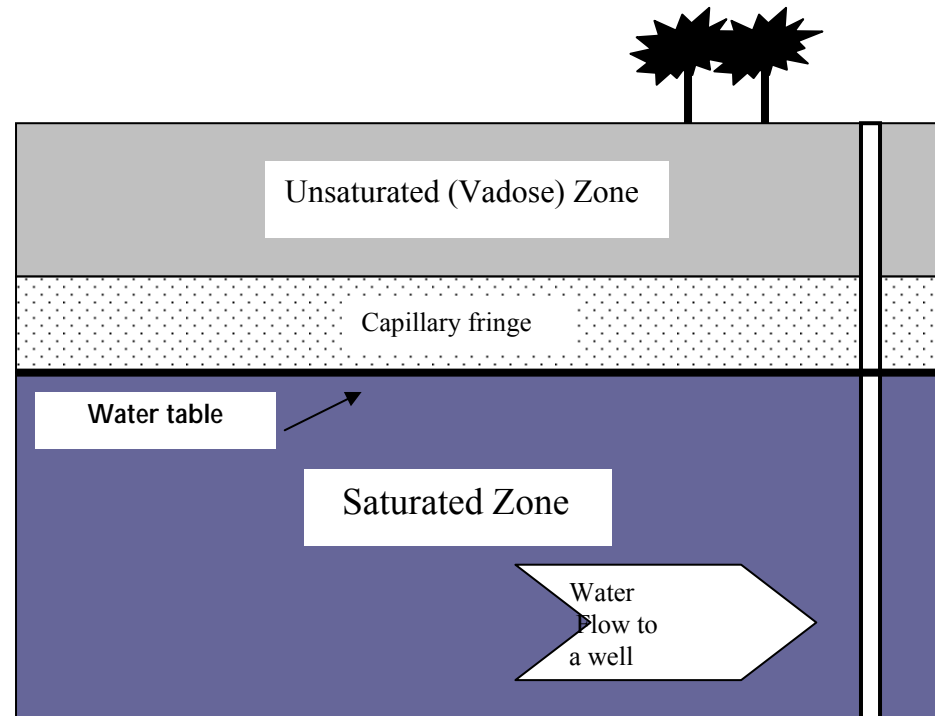 Unsaturated (Vadose) Zone
Capillary fringe
Water table
Saturated Zone
Water
Flow to
a well